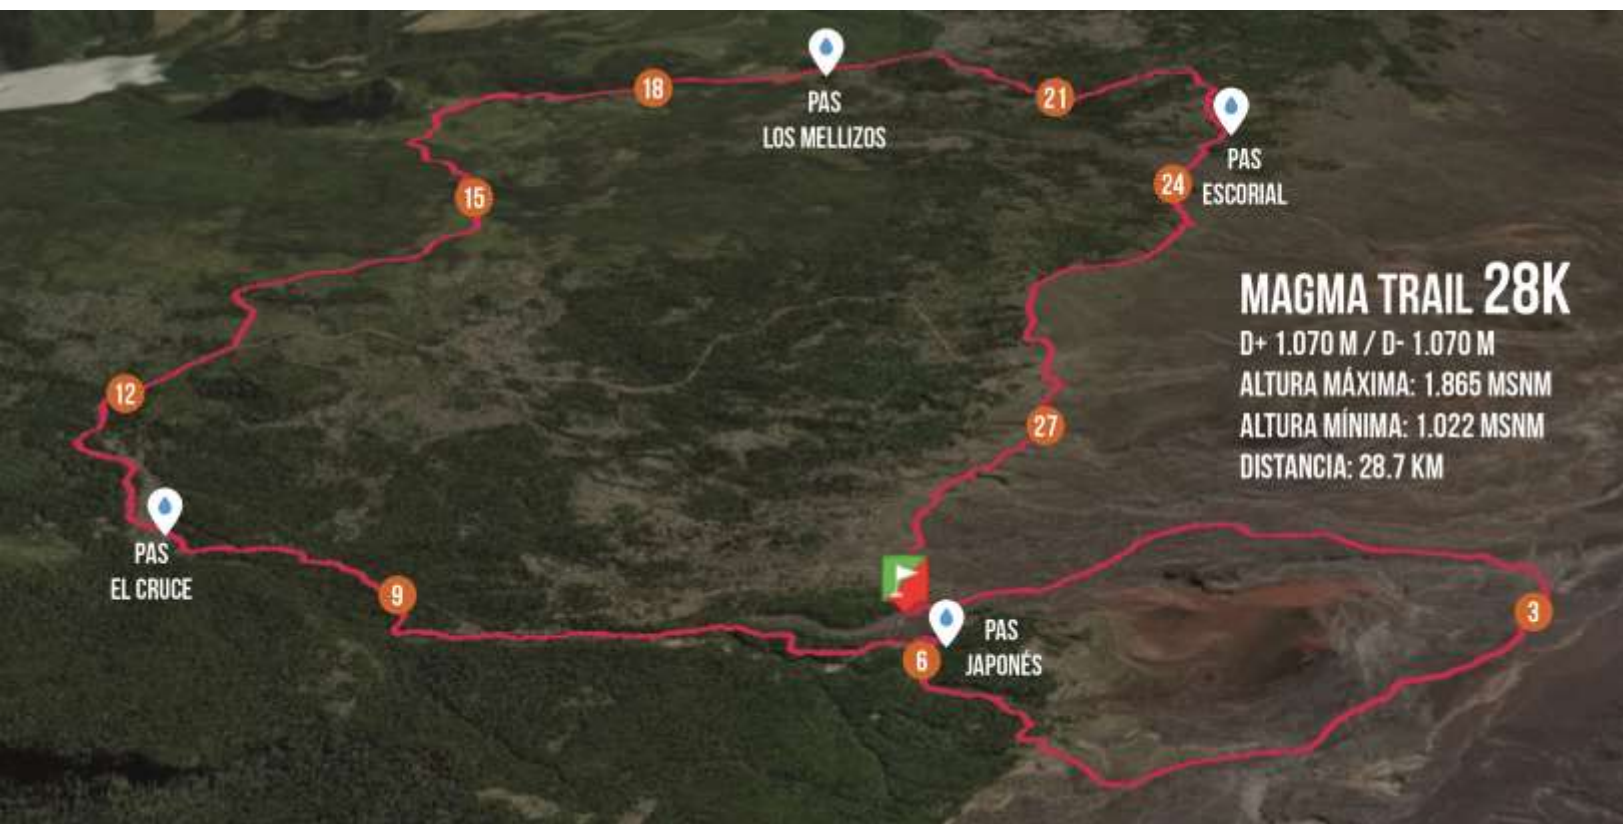 18
PAS
LOS MELLIZOS
21
PAS
ESCORIAL
24
15
MAGMA TRAIL 28K
D+ 1.070 M / D- 1.070 M
ALTURA MÁXIMA: 1.865 MSNM
ALTURA MÍNIMA: 1.022 MSNM
DISTANCIA: 28.7 KM
12
27
PAS
EL CRUCE
9
3
PAS
JAPONÉS
6